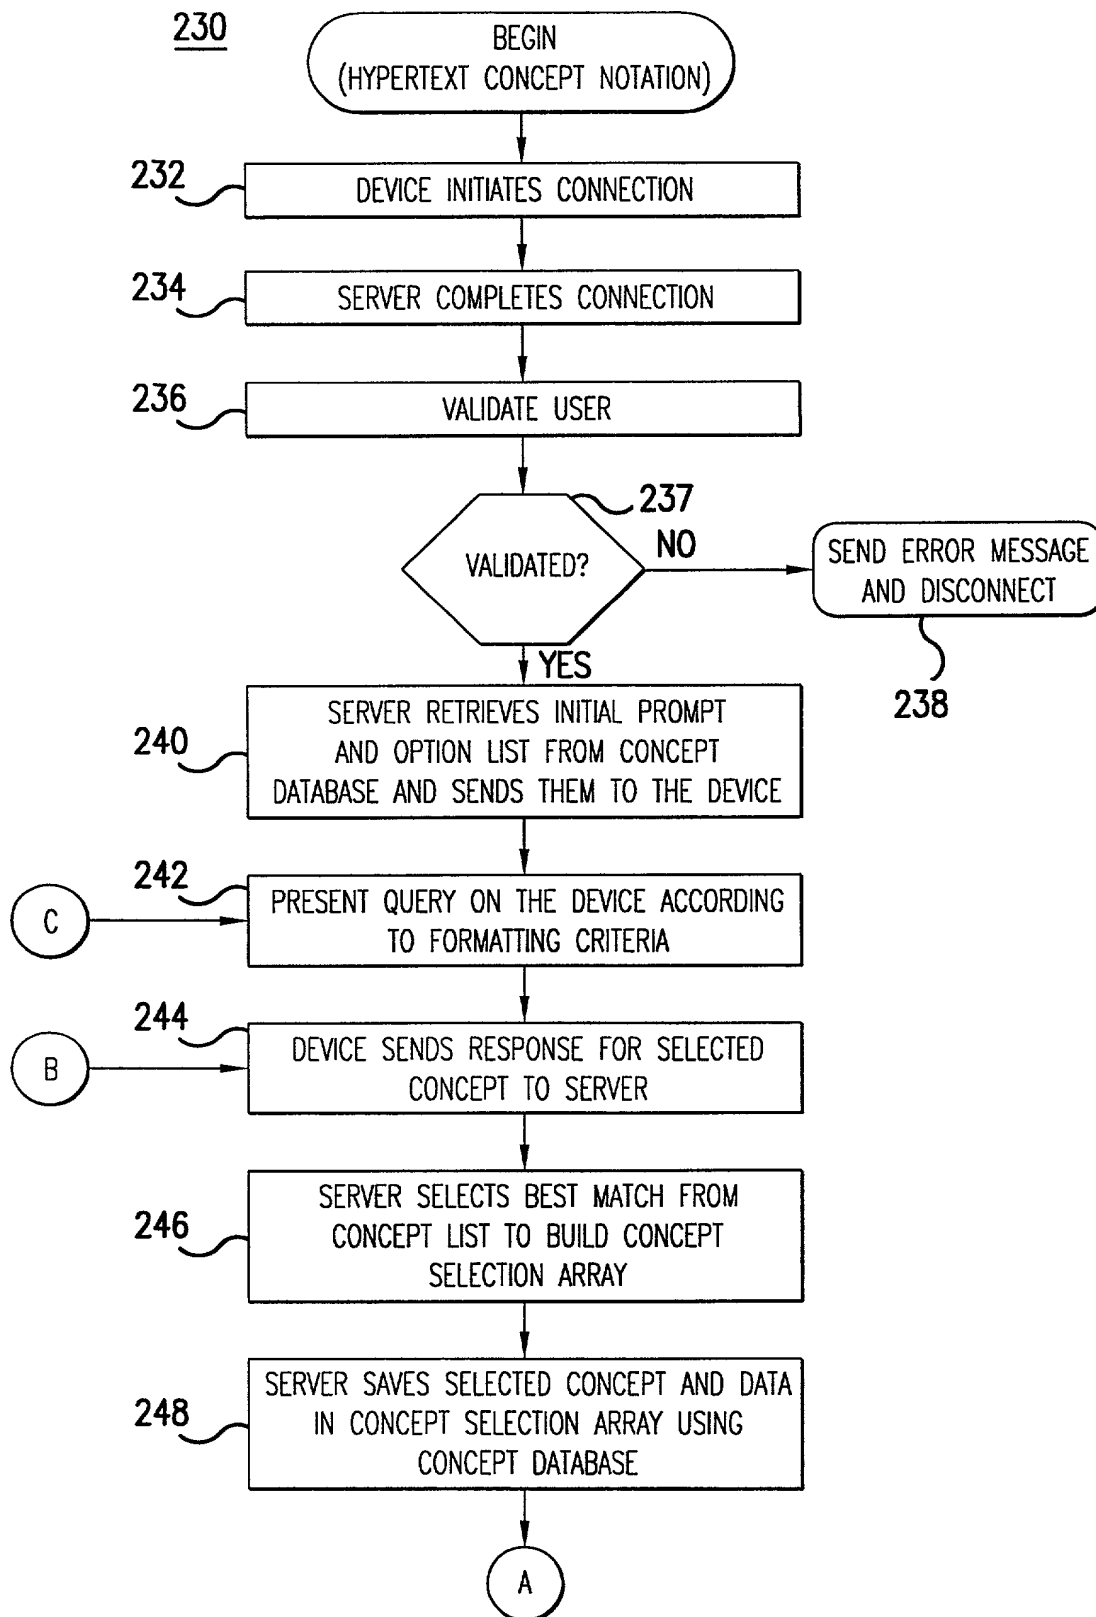 230
BEGIN
(HYPERTEXT CONCEPT NOTATION)
232
DEVICE INITIATES CONNECTION
234
SERVER COMPLETES CONNECTION
236
VALIDATE USER
237
VALIDATED?
NO
SEND ERROR MESSAGE
AND DISCONNECT
238
YES
240
SERVER RETRIEVES INITIAL PROMPT
AND OPTION LIST FROM CONCEPT
DATABASE AND SENDS THEM TO THE DEVICE
242
C
PRESENT QUERY ON THE DEVICE ACCORDING
TO FORMATTING CRITERIA
244
B
DEVICE SENDS RESPONSE FOR SELECTED
CONCEPT TO SERVER
246
SERVER SELECTS BEST MATCH FROM
CONCEPT LIST TO BUILD CONCEPT
SELECTION ARRAY
248
SERVER SAVES SELECTED CONCEPT AND DATA
IN CONCEPT SELECTION ARRAY USING
CONCEPT DATABASE
A